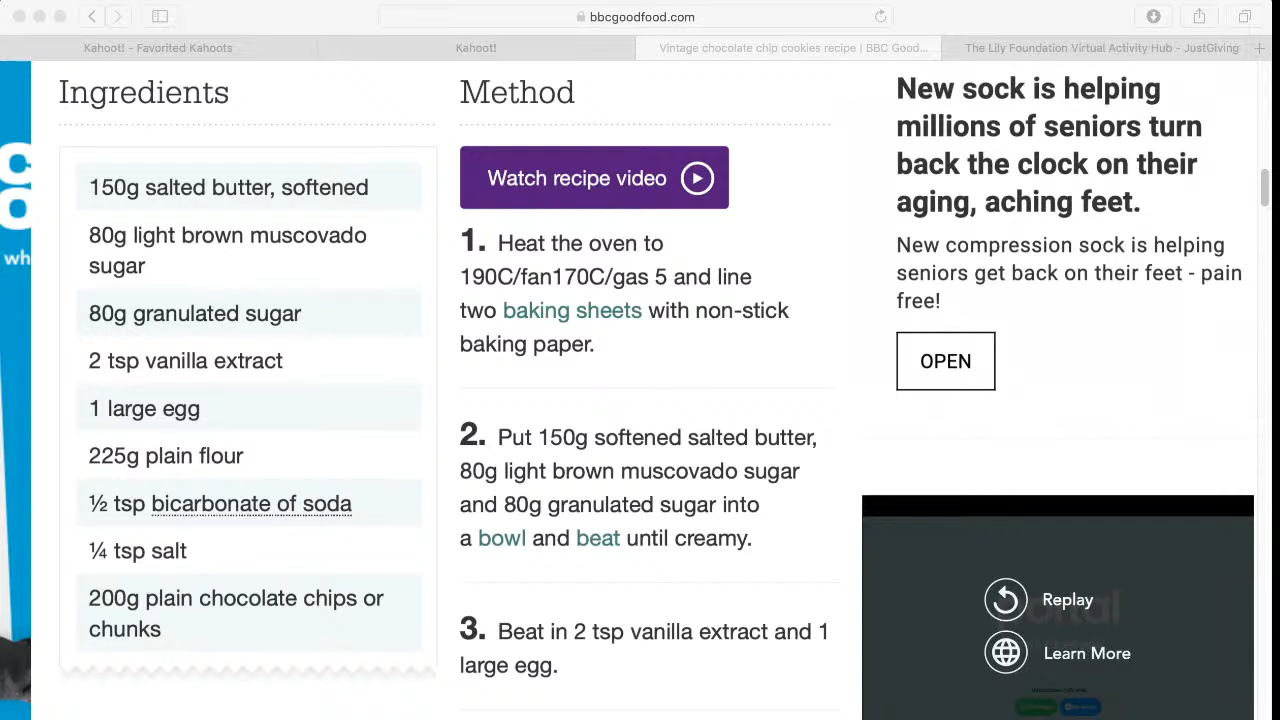 bbcgoodfood.com
Kahoot! - Favorited Kahoots
Kahoot!
Vintage chocolate chip cookies recipe | BBC Good...
The Lily Foundation Virtual Activity Hub - JustGiving
Ingredients
150g salted butter, softened
80g light brown muscovado
sugar
80g granulated sugar
2 tsp vanilla extract
1 large egg
225g plain flour
½ tsp bicarbonate of soda
¼ tsp salt
200g plain chocolate chips or
chunks
Method
Watch recipe video
1. Heat the oven to
190C/fan170C/gas 5 and line
two baking sheets with non-stick
baking paper.
2. Put 150g softened salted butter,
80g light brown muscovado sugar
and 80g granulated sugar into
a bowl and beat until creamy.
3. Beat in 2 tsp vanilla extract and 1
large egg.
New sock is helping
millions of seniors turn
back the clock on their
aging, aching feet.
New compression sock is helping
seniors get back on their feet - pain
free!
OPEN
Replay
portal
Learn More
wh